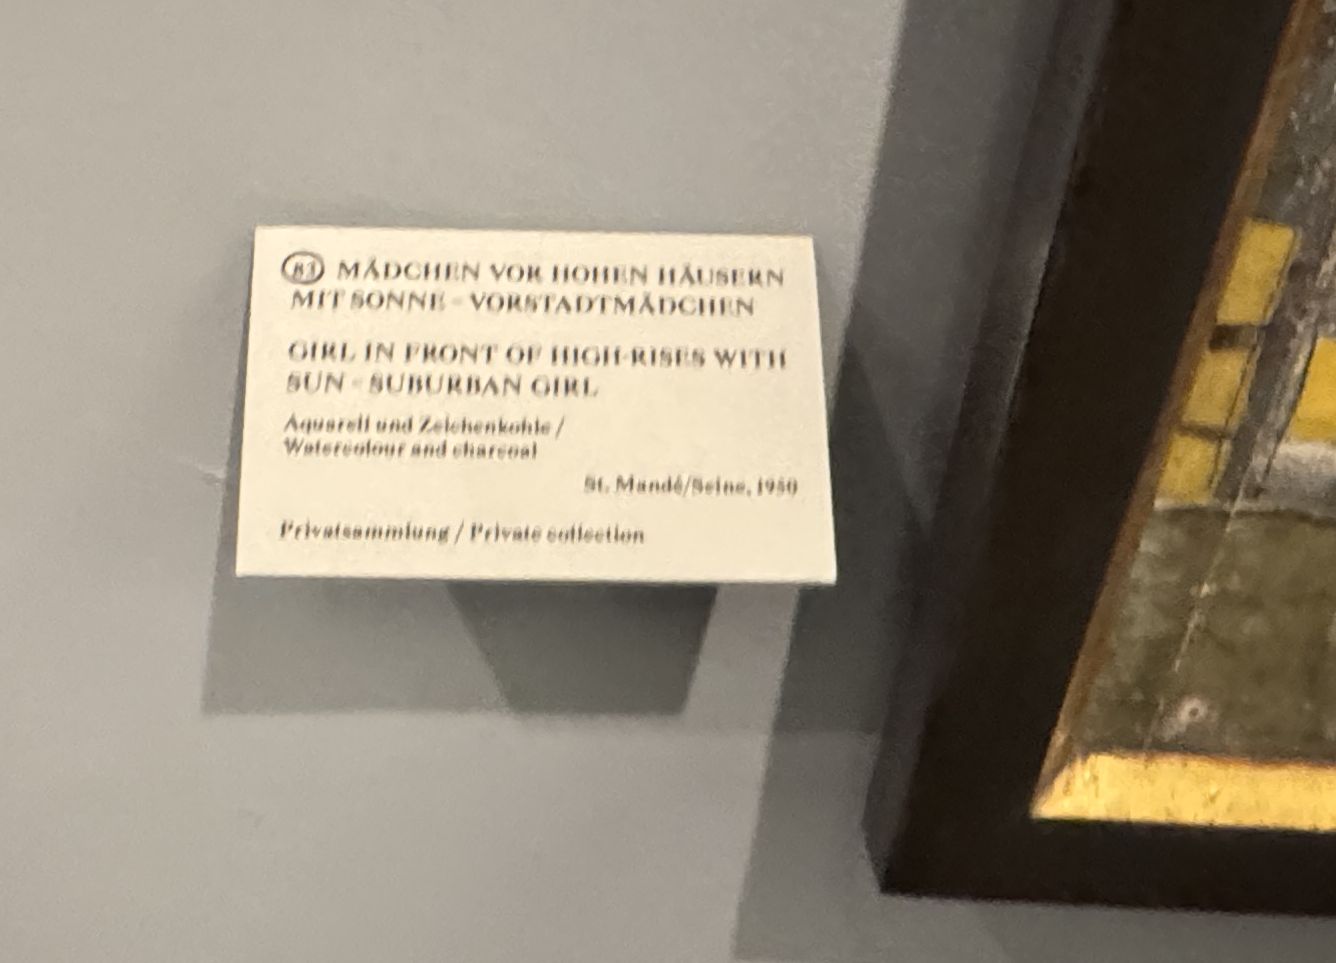 83 MÄDCHEN VOR HOHEN HÄUSERN
MIT SONNE - VORSTADTMÄDCHEN
GIRL IN FRONT OF HIGH-RISES WITH
SUN - SUBURBAN GIRL
Aquarell und Zeichenkohle /
Watercolour and charcoal
St. Mandé/Seine, 1950
Privatsammlung / Private collection